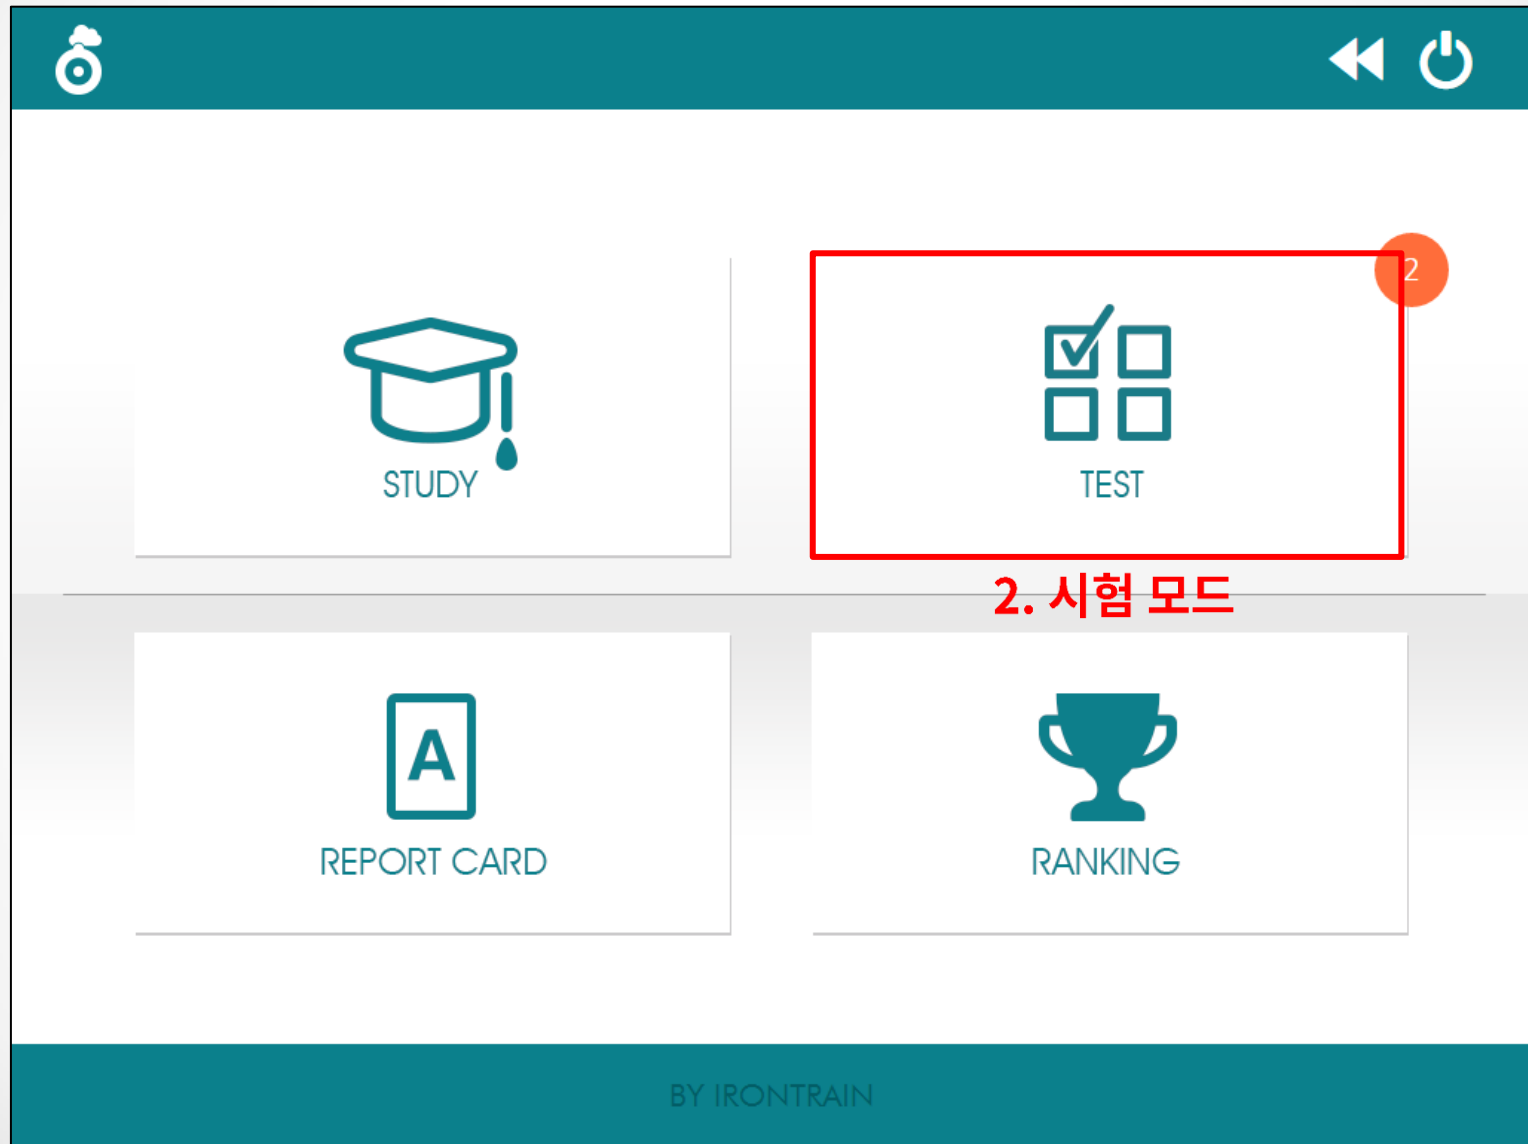 2
STUDY
TEST
2. 시험 모드
A
REPORT CARD
RANKING
BY IRONTRAIN